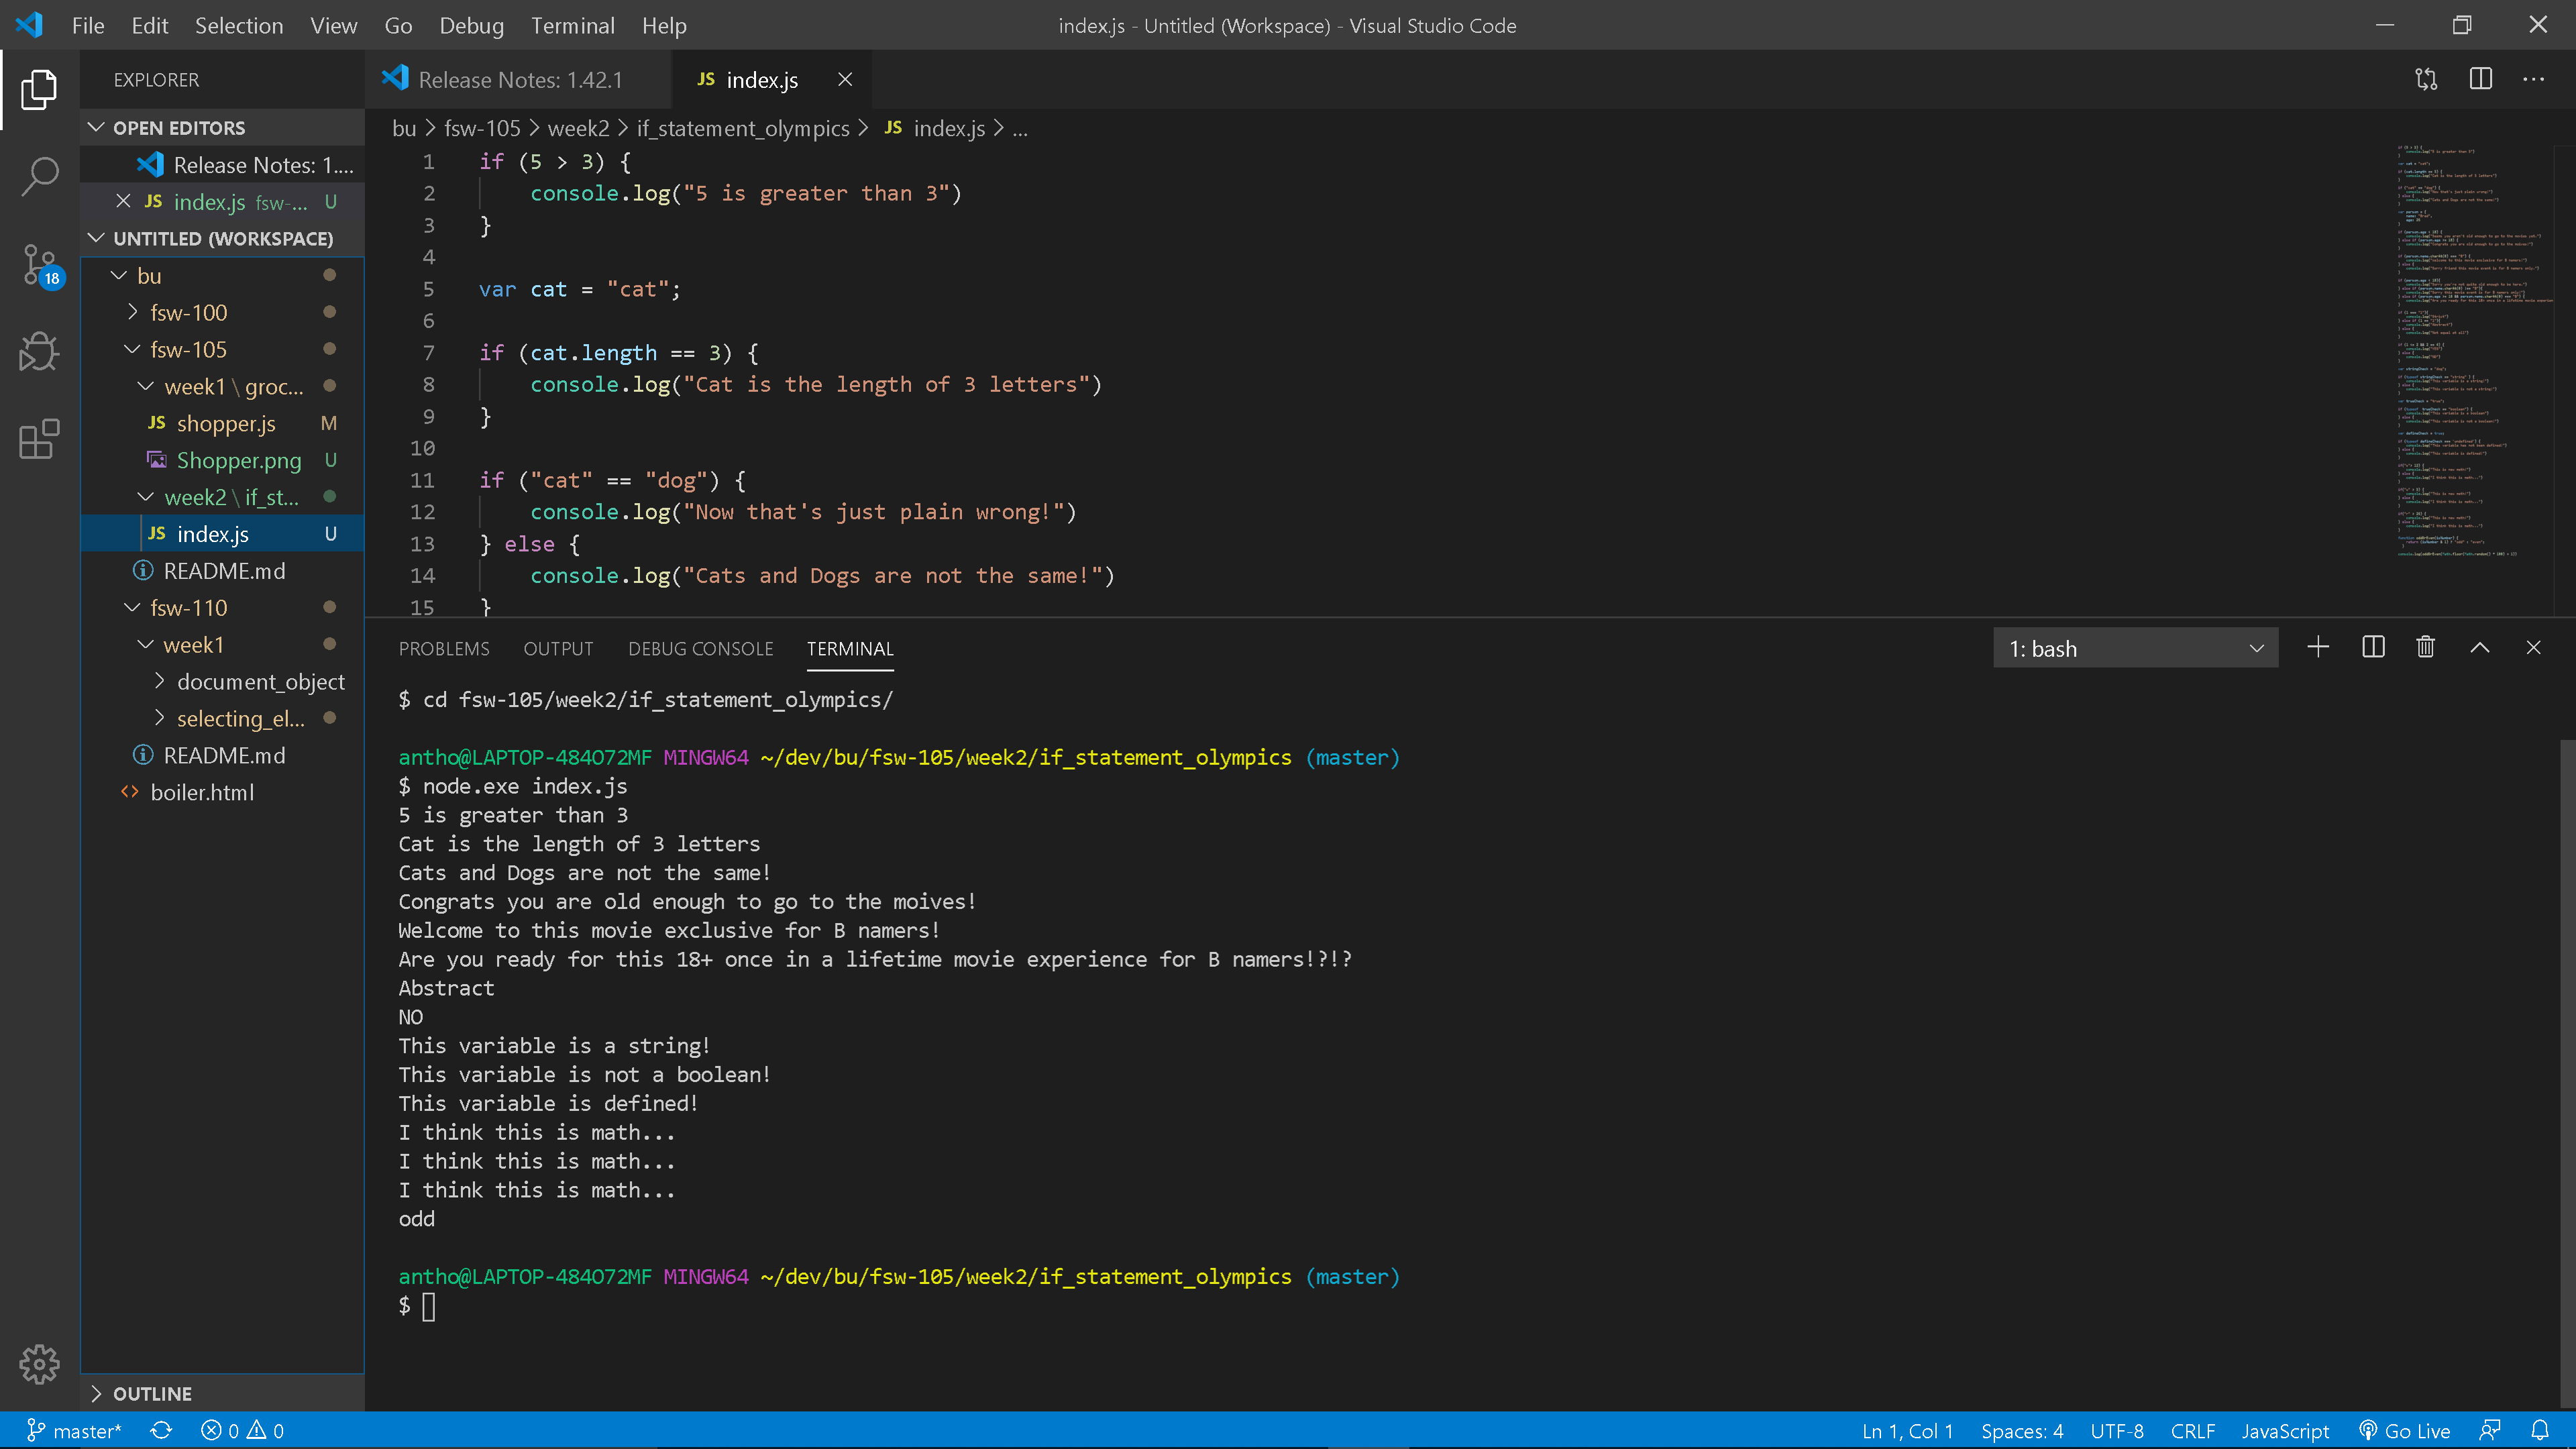 File Edit Selection View Go Debug Terminal Help
index.js - Untitled (Workspace) - Visual Studio Code
EXPLORER
OPEN EDITORS
Release Notes: 1....
JS index.js fsw-... U
UNTITLED (WORKSPACE)
bu
fsw-100
fsw-105
week1 \ groc...
JS shopper.js M
Shopper.png U
week2 \ if_st...
JS index.js U
README.md
fsw-110
week1
document_object
selecting_el...
README.md
boiler.html
OUTLINE
18
Release Notes: 1.42.1
JS index.js
bu > fsw-105 > week2 > if_statement_olympics > JS index.js > ...
1 if (5 > 3) {
2 console.log("5 is greater than 3")
3 }
4
5 var cat = "cat";
6
7 if (cat.length == 3) {
8 console.log("Cat is the length of 3 letters")
9 }
10
11 if ("cat" == "dog") {
12 console.log("Now that's just plain wrong!")
13 } else {
14 console.log("Cats and Dogs are not the same!")
15 }
PROBLEMS OUTPUT DEBUG CONSOLE TERMINAL
1: bash
$ cd fsw-105/week2/if_statement_olympics/
antho@LAPTOP-484O72MF MINGW64 ~/dev/bu/fsw-105/week2/if_statement_olympics (master)
$ node.exe index.js
5 is greater than 3
Cat is the length of 3 letters
Cats and Dogs are not the same!
Congrats you are old enough to go to the moives!
Welcome to this movie exclusive for B namers!
Are you ready for this 18+ once in a lifetime movie experience for B namers!?!?
Abstract
NO
This variable is a string!
This variable is not a boolean!
This variable is defined!
I think this is math...
I think this is math...
I think this is math...
odd
antho@LAPTOP-484O72MF MINGW64 ~/dev/bu/fsw-105/week2/if_statement_olympics (master)
$
master* 0 0
Ln 1, Col 1 Spaces: 4 UTF-8 CRLF JavaScript Go Live